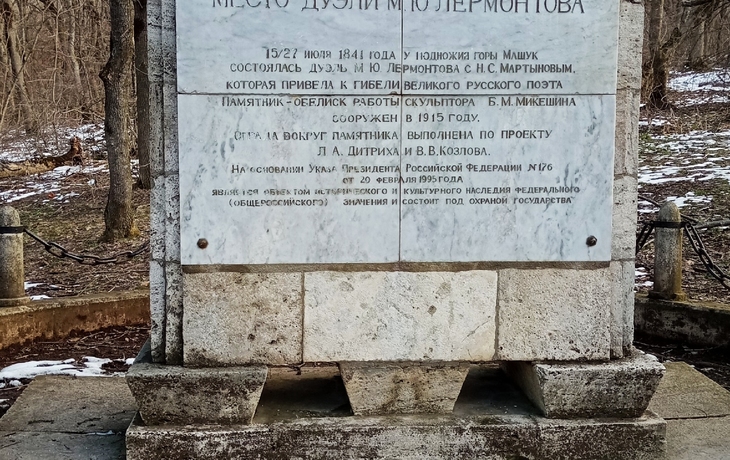 МЕСТО ДУЭЛИ М.Ю.ЛЕРМОНТОВА
15/27 ИЮЛЯ 1841 ГОДА У ПОДНОЖИЯ ГОРЫ МАШУК
СОСТОЯЛАСЬ ДУЭЛЬ М.Ю.ЛЕРМОНТОВА С Н.С.МАРТЫНОВЫМ,
КОТОРАЯ ПРИВЕЛА К ГИБЕЛИ ВЕЛИКОГО РУССКОГО ПОЭТА
ПАМЯТНИК-ОБЕЛИСК РАБОТЫ СКУЛЬПТОРА Б.М.МИКЕШИНА
СООРУЖЕН В 1915 ГОДУ.
ОГРАДА ВОКРУГ ПАМЯТНИКА ВЫПОЛНЕНА ПО ПРОЕКТУ
Л.А.ДИТРИХА И В.В.КОЗЛОВА.
НА ОСНОВАНИИ УКАЗА ПРЕЗИДЕНТА РОССИЙСКОЙ ФЕДЕРАЦИИ №176
ОТ 20 ФЕВРАЛЯ 1995 ГОДА
ЯВЛЯЕТСЯ ОБЪЕКТОМ ИСТОРИЧЕСКОГО И КУЛЬТУРНОГО НАСЛЕДИЯ ФЕДЕРАЛЬНОГО
(ОБЩЕРОССИЙСКОГО) ЗНАЧЕНИЯ И СОСТОИТ ПОД ОХРАНОЙ ГОСУДАРСТВА